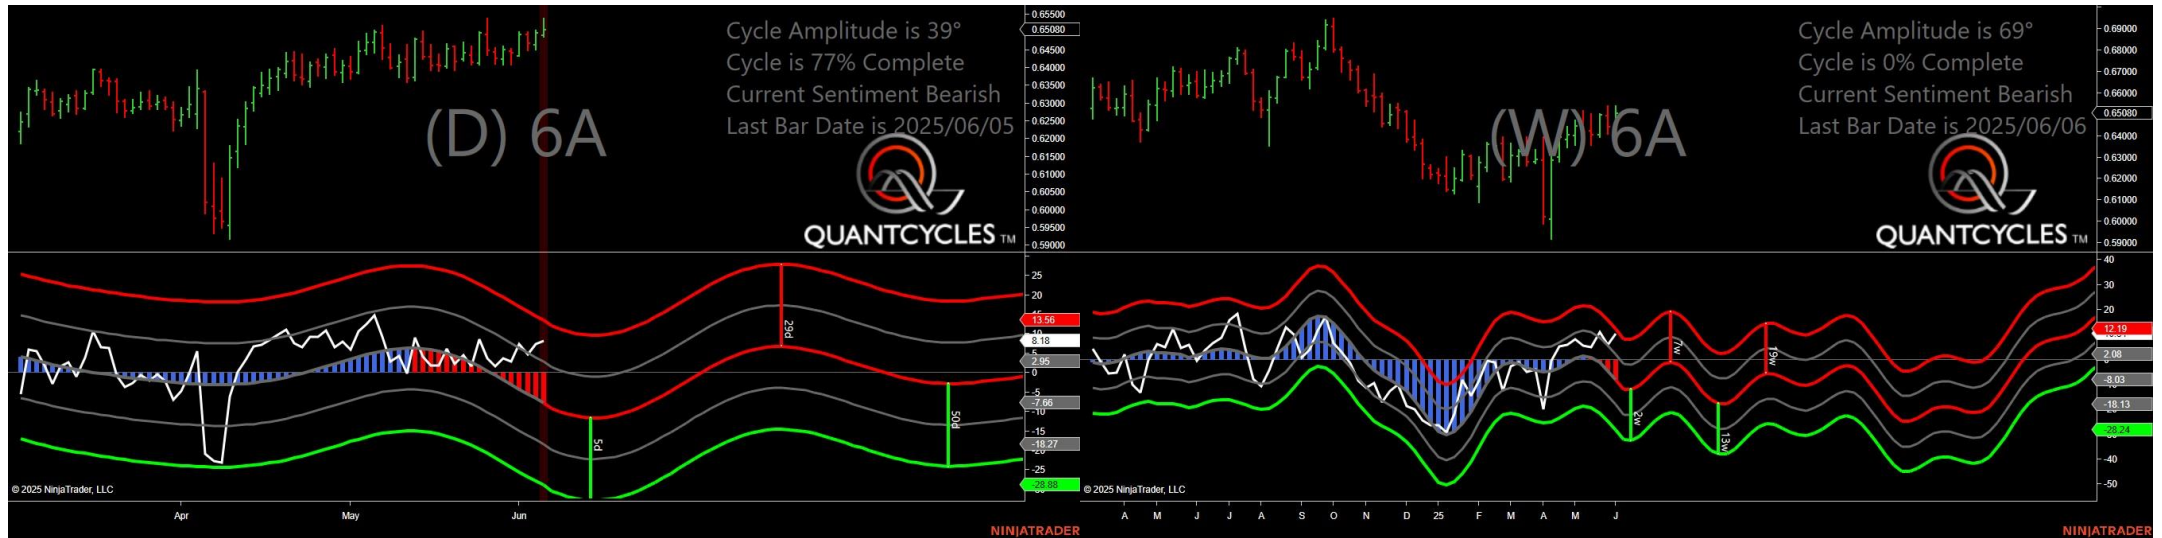 Cycle Amplitude is 39°
Cycle is 77% Complete
Current Sentiment Bearish
Last Bar Date is 2025/06/05
(D) 6A
QUANTCYCLES TM
0.65500
0.65080
0.64500
0.64000
0.63500
0.63000
0.62500
0.62000
0.61500
0.61000
0.60500
0.60000
0.59500
0.59000
25
20
13.56
10
8.18
5
2.95
0
-5
-7.66
-10
-15
-18.27
-20
-25
-28.88
5d
29d
50d
© 2025 NinjaTrader, LLC
Apr May Jun
NINJATRADER
Cycle Amplitude is 69°
Cycle is 0% Complete
Current Sentiment Bearish
Last Bar Date is 2025/06/06
(W) 6A
QUANTCYCLES TM
0.69000
0.68000
0.67000
0.66000
0.65080
0.64000
0.63000
0.62000
0.61000
0.60000
0.59000
40
30
20
12.19
2.08
-8.03
-18.13
-28.24
-40
-50
2w
7w
13w
19w
© 2025 NinjaTrader, LLC
A M J J A S O N D 25 F M A M J
NINJATRADER